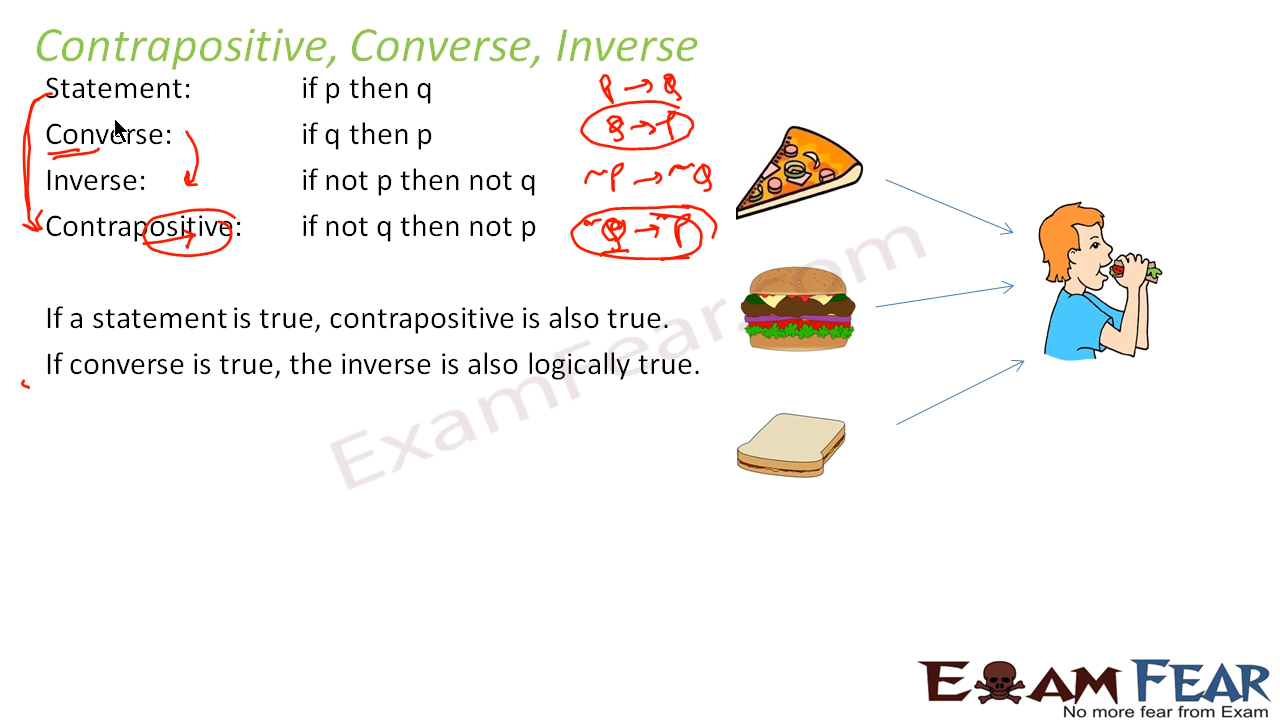 Contrapositive, Converse, Inverse
Statement: if p then q P → Q
Converse: if q then p Q → P
Inverse: if not p then not q ~P → ~Q
Contrapositive: if not q then not p ~Q → ~P
If a statement is true, contrapositive is also true.
If converse is true, the inverse is also logically true.
ExamFear.com
EXAM FEAR
No more fear from Exam